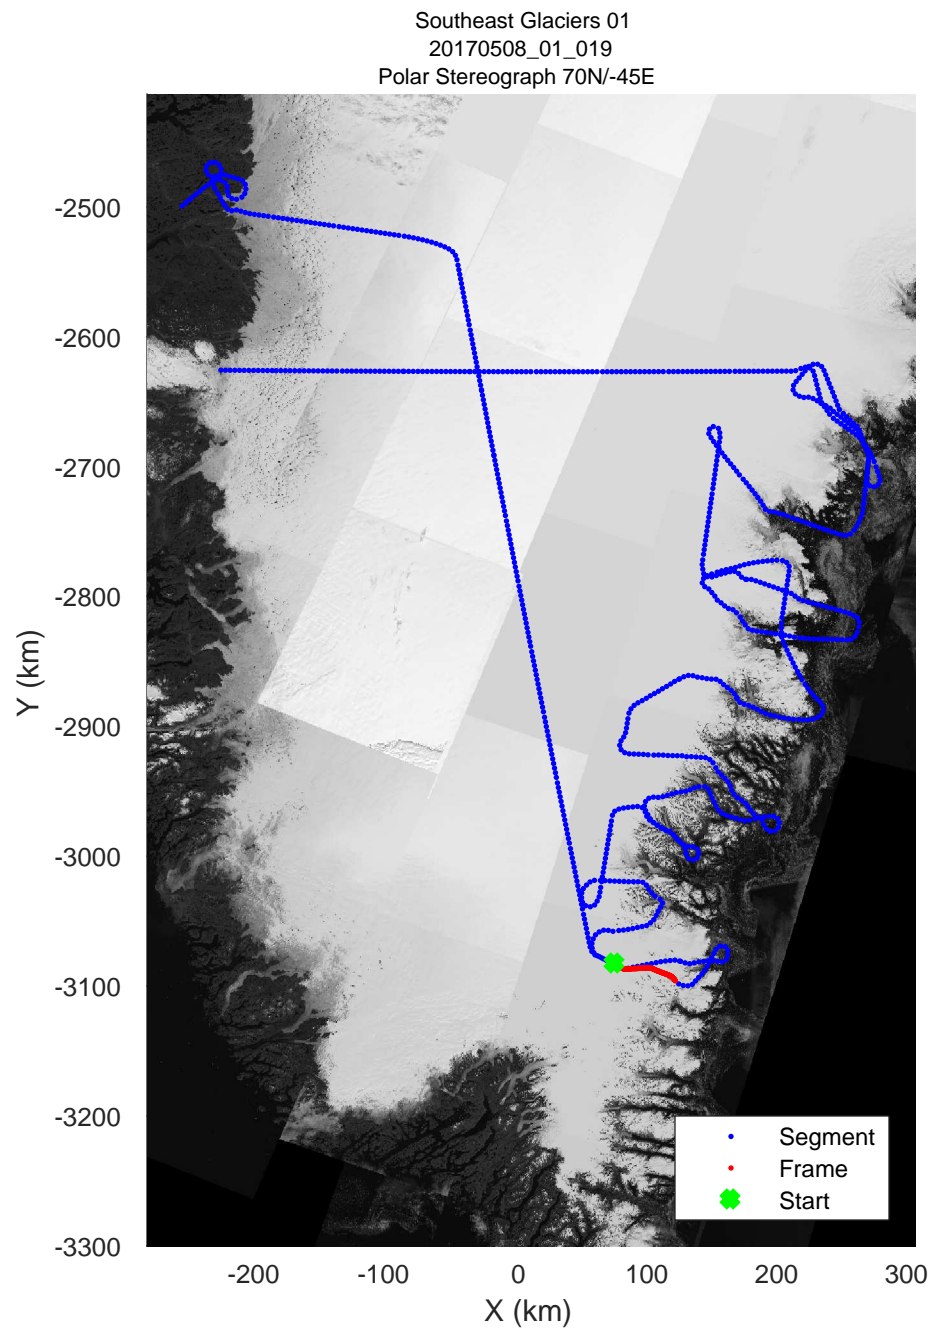 Southeast Glaciers 01
20170508_01_019
Polar Stereograph 70N/-45E
Y (km)
-2500
-2600
-2700
-2800
-2900
-3000
-3100
-3200
-3300
Segment
Frame
Start
-200 -100 0 100 200 300
X (km)